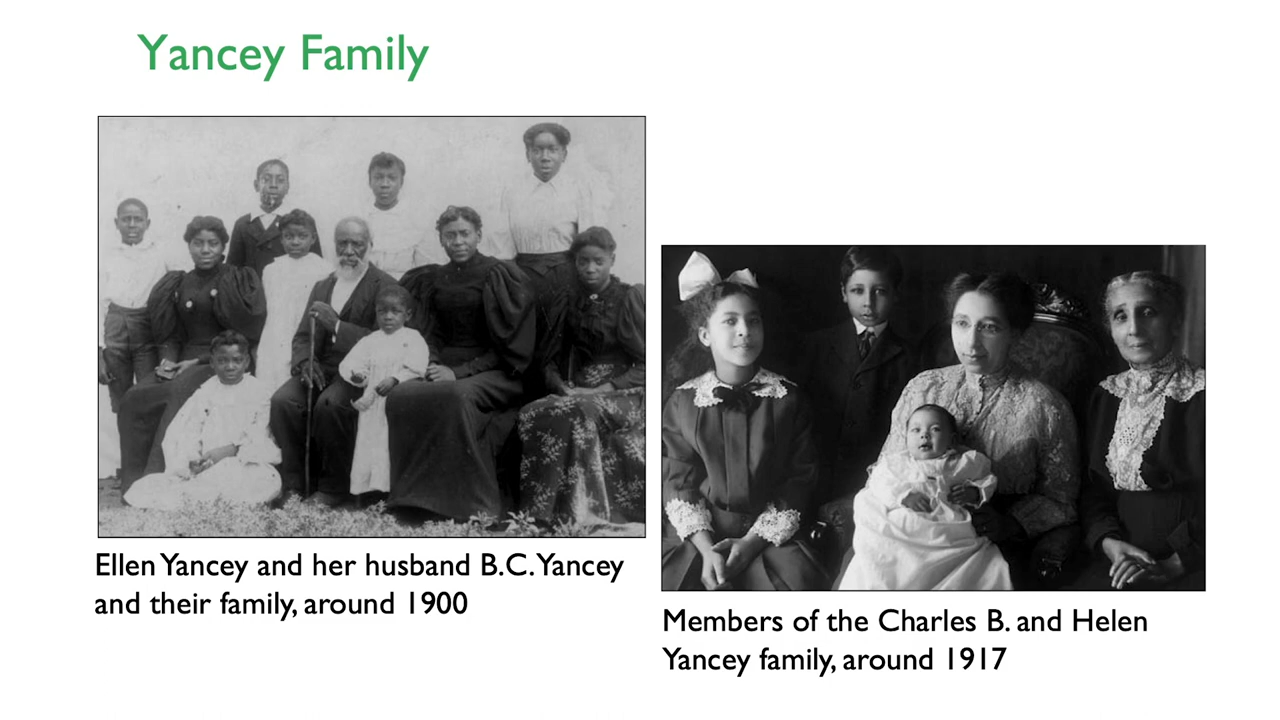 Yancey Family
Ellen Yancey and her husband B.C. Yancey
and their family, around 1900
Members of the Charles B. and Helen
Yancey family, around 1917